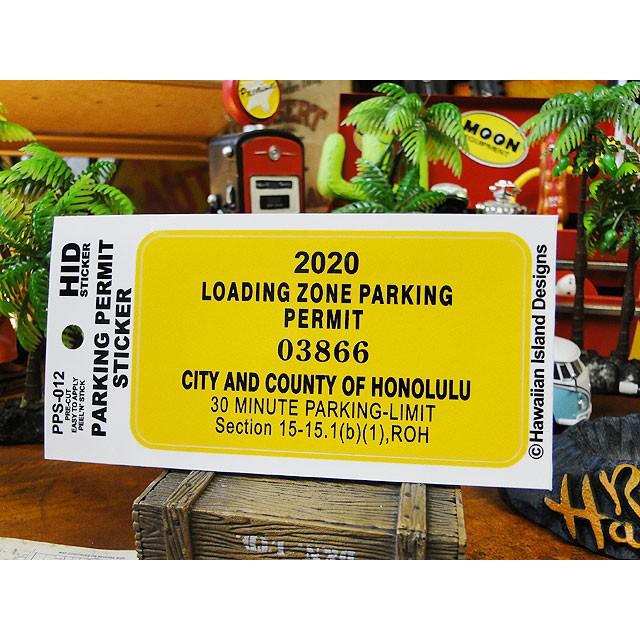 MOON
EQUIPMENT
HID
STICKER
PARKING PERMIT
STICKER
PPS-012
PRE-CUT
EASY TO APPLY
PEEL'N' STICK
2020
LOADING ZONE PARKING
PERMIT
03866
CITY AND COUNTY OF HONOLULU
30 MINUTE PARKING-LIMIT
Section 15-15.1(b)(1),ROH
©Hawaiian Island Designs